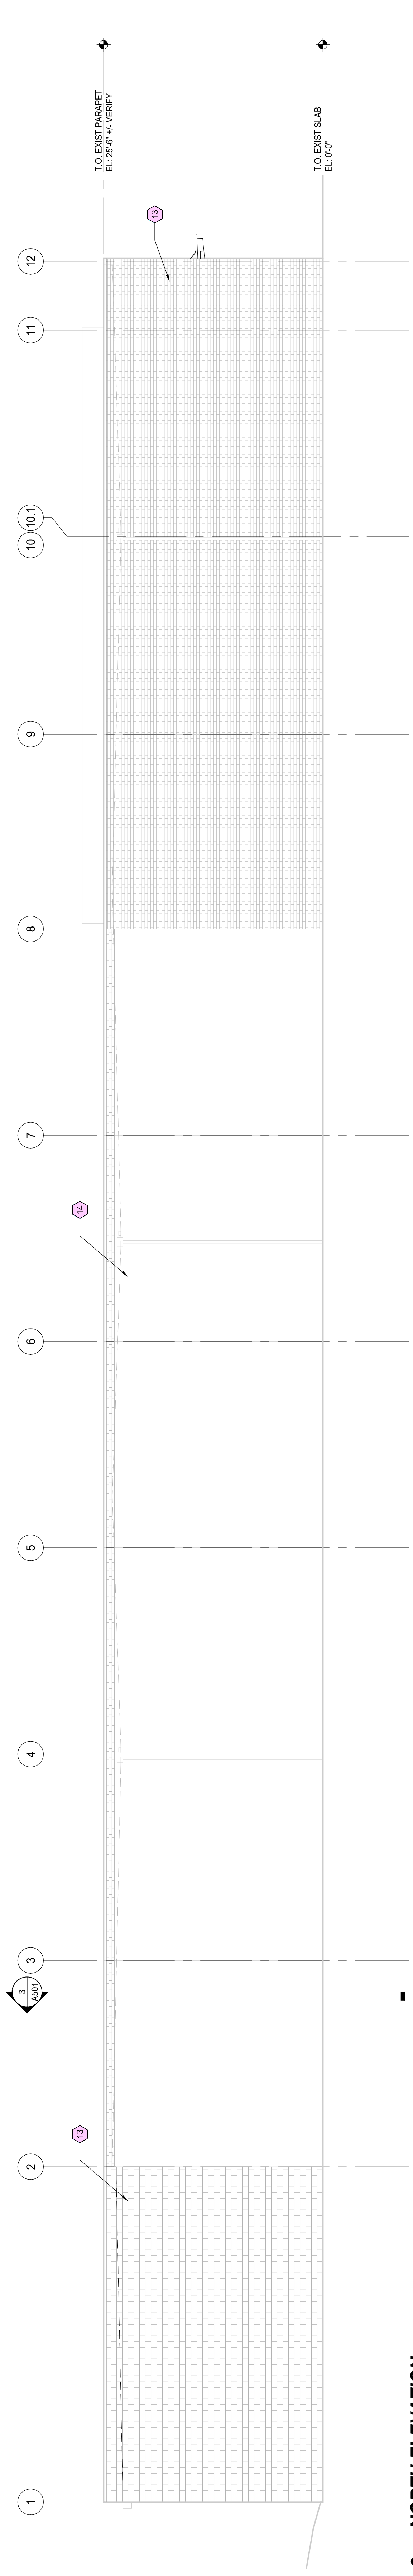 1
2
3
4
5
6
7
8
9
10
10.1
11
12
3
A501
13
14
13
T.O. EXIST PARAPET
EL: 25'-6" +/- VERIFY
T.O. EXIST SLAB
EL: 0'-0"
NORTH ELEVATION